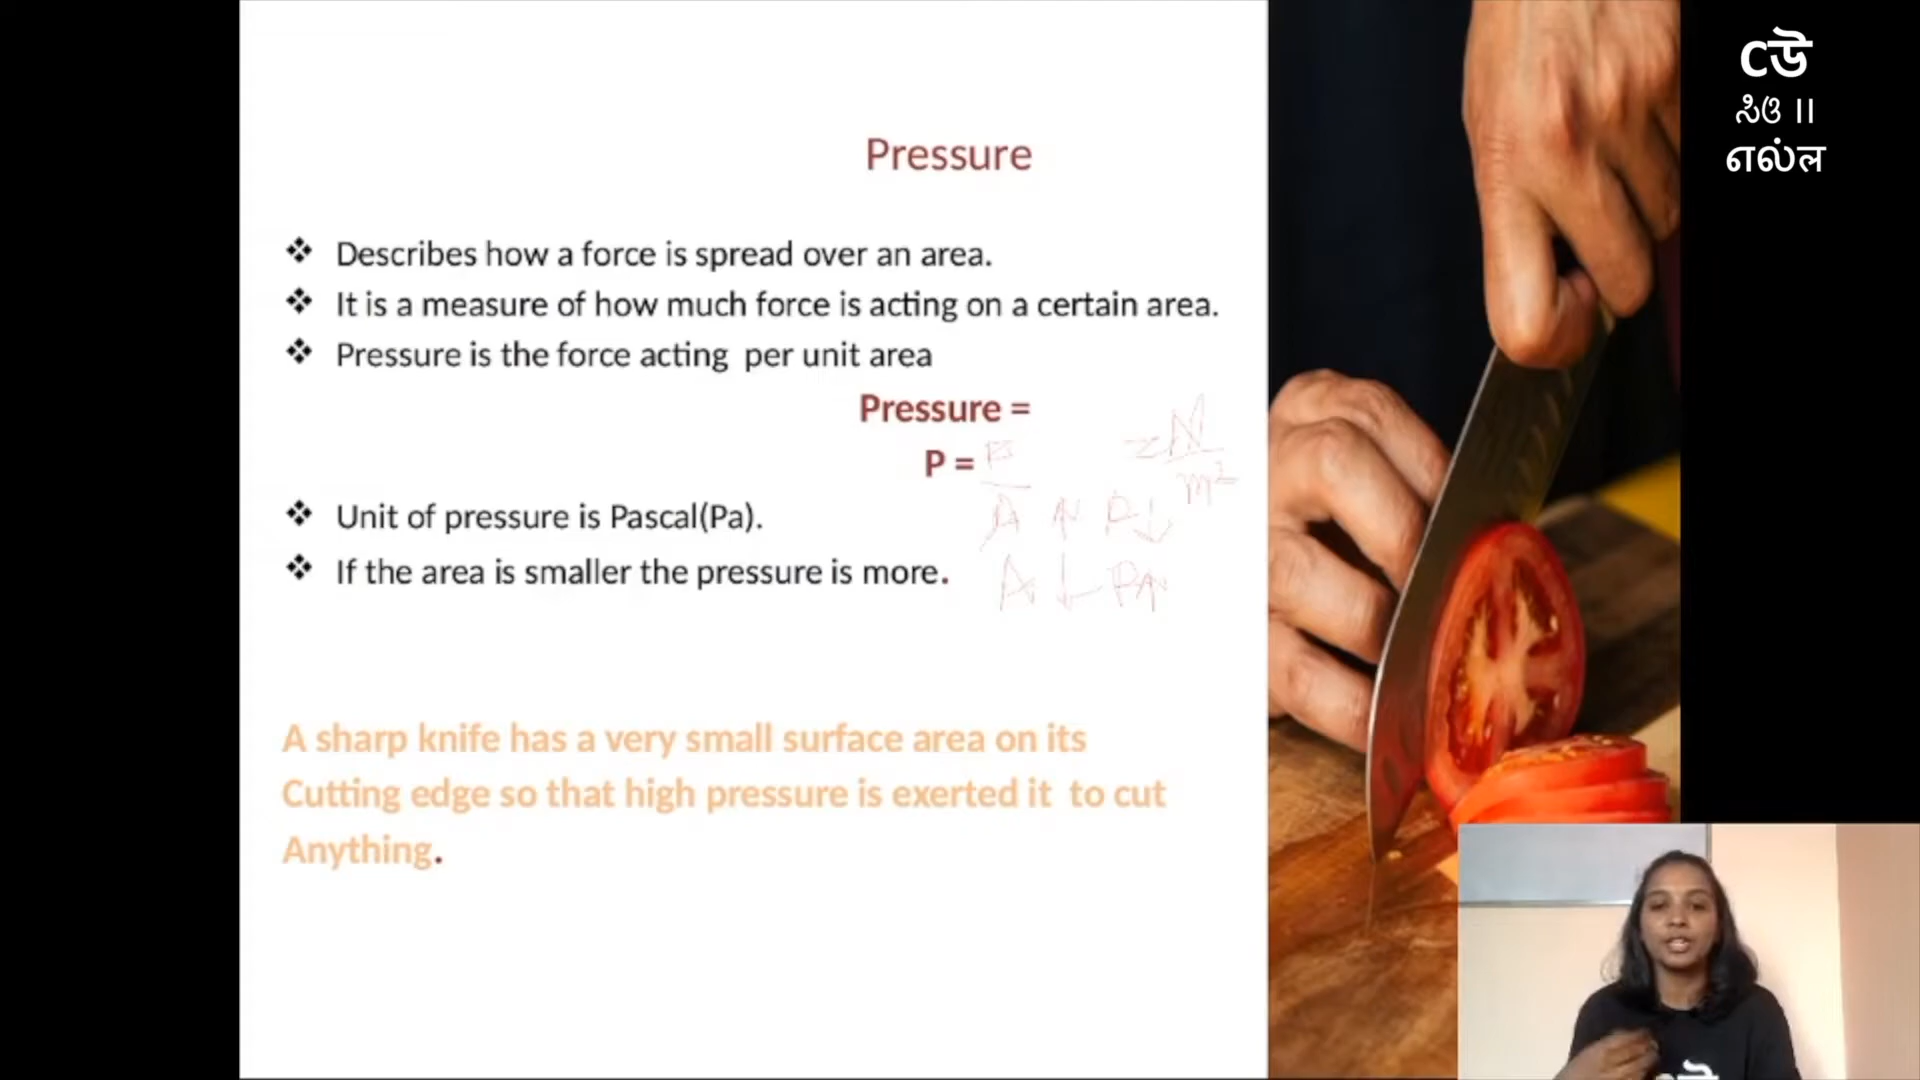 Pressure
❖ Describes how a force is spread over an area.
❖ It is a measure of how much force is acting on a certain area.
❖ Pressure is the force acting per unit area
Pressure =
P = F/A = N/m²
❖ Unit of pressure is Pascal(Pa).
A ↑ P ↓
❖ If the area is smaller the pressure is more.
A ↓ P ↑
A sharp knife has a very small surface area on its
Cutting edge so that high pressure is exerted it to cut
Anything.
Cউ
ಸಿಓ ॥
எல்ல